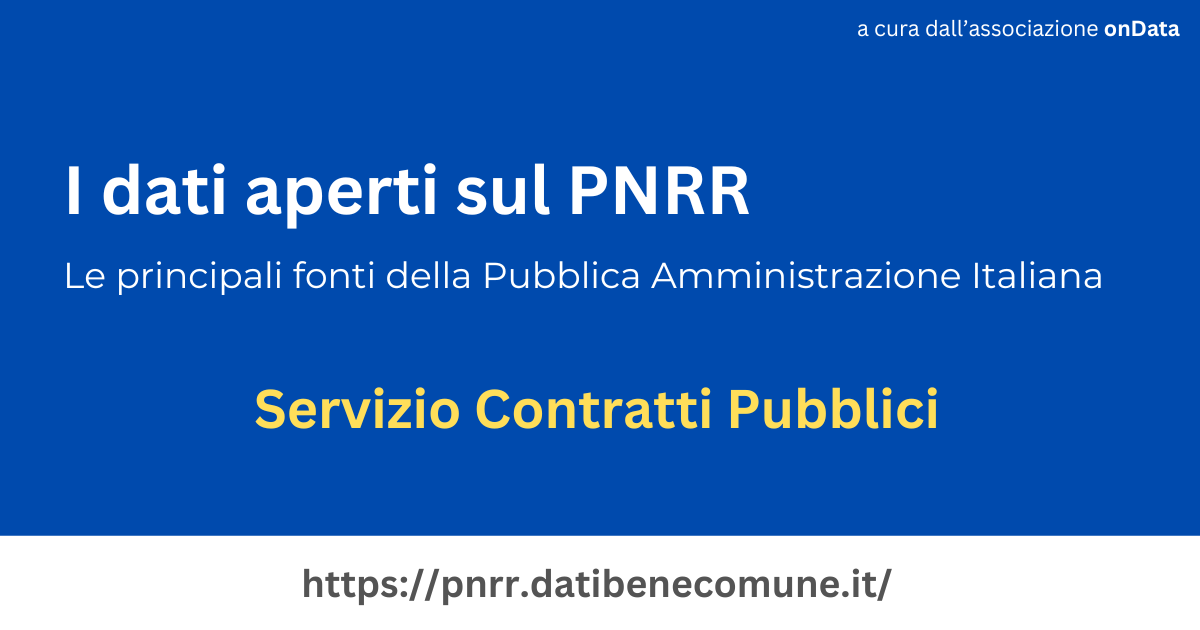 a cura dall’associazione onData
I dati aperti sul PNRR
Le principali fonti della Pubblica Amministrazione Italiana
Servizio Contratti Pubblici
https://pnrr.datibenecomune.it/